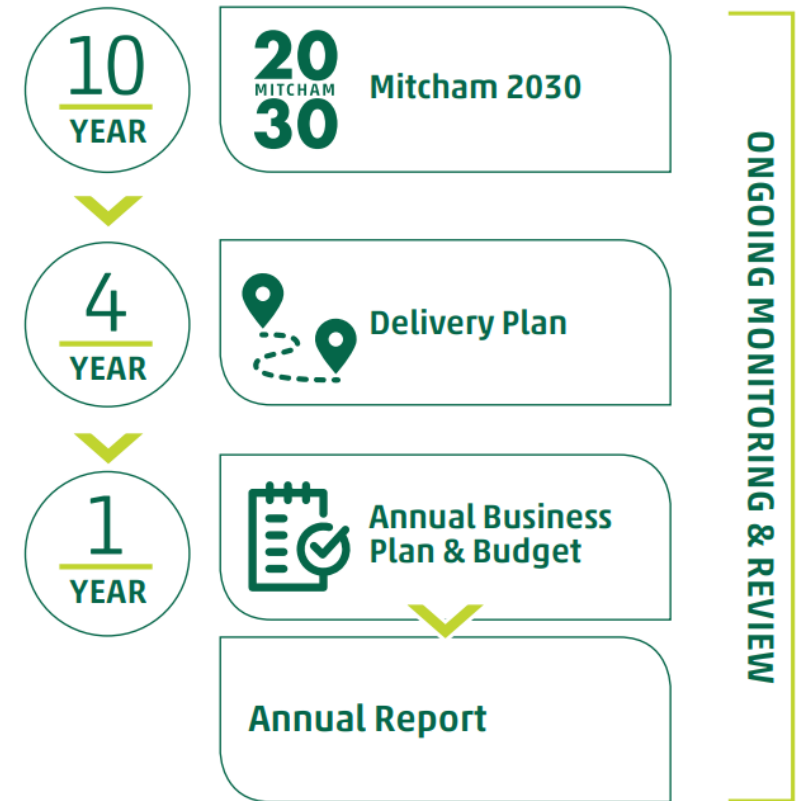 10
YEAR
20
MITCHAM
30
Mitcham 2030
4
YEAR
Delivery Plan
1
YEAR
Annual Business
Plan & Budget
Annual Report
ONGOING MONITORING & REVIEW